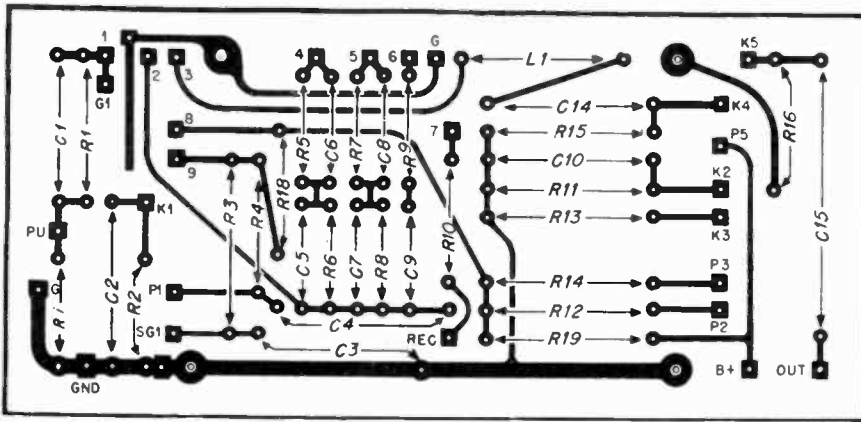 1
2
3
4
5
6
G
L1
K5
G1
C1
R1
8
9
R5
C6
R7
C8
R9
7
C14
K4
R15
P5
R16
C10
R18
R3
R4
R11
K2
R13
K3
PU
K1
R10
C15
G
Ri
C2
R2
P1
C5
R6
C7
R8
C9
R14
P3
C4
R12
P2
SG1
REC
R19
C3
GND
B+
OUT